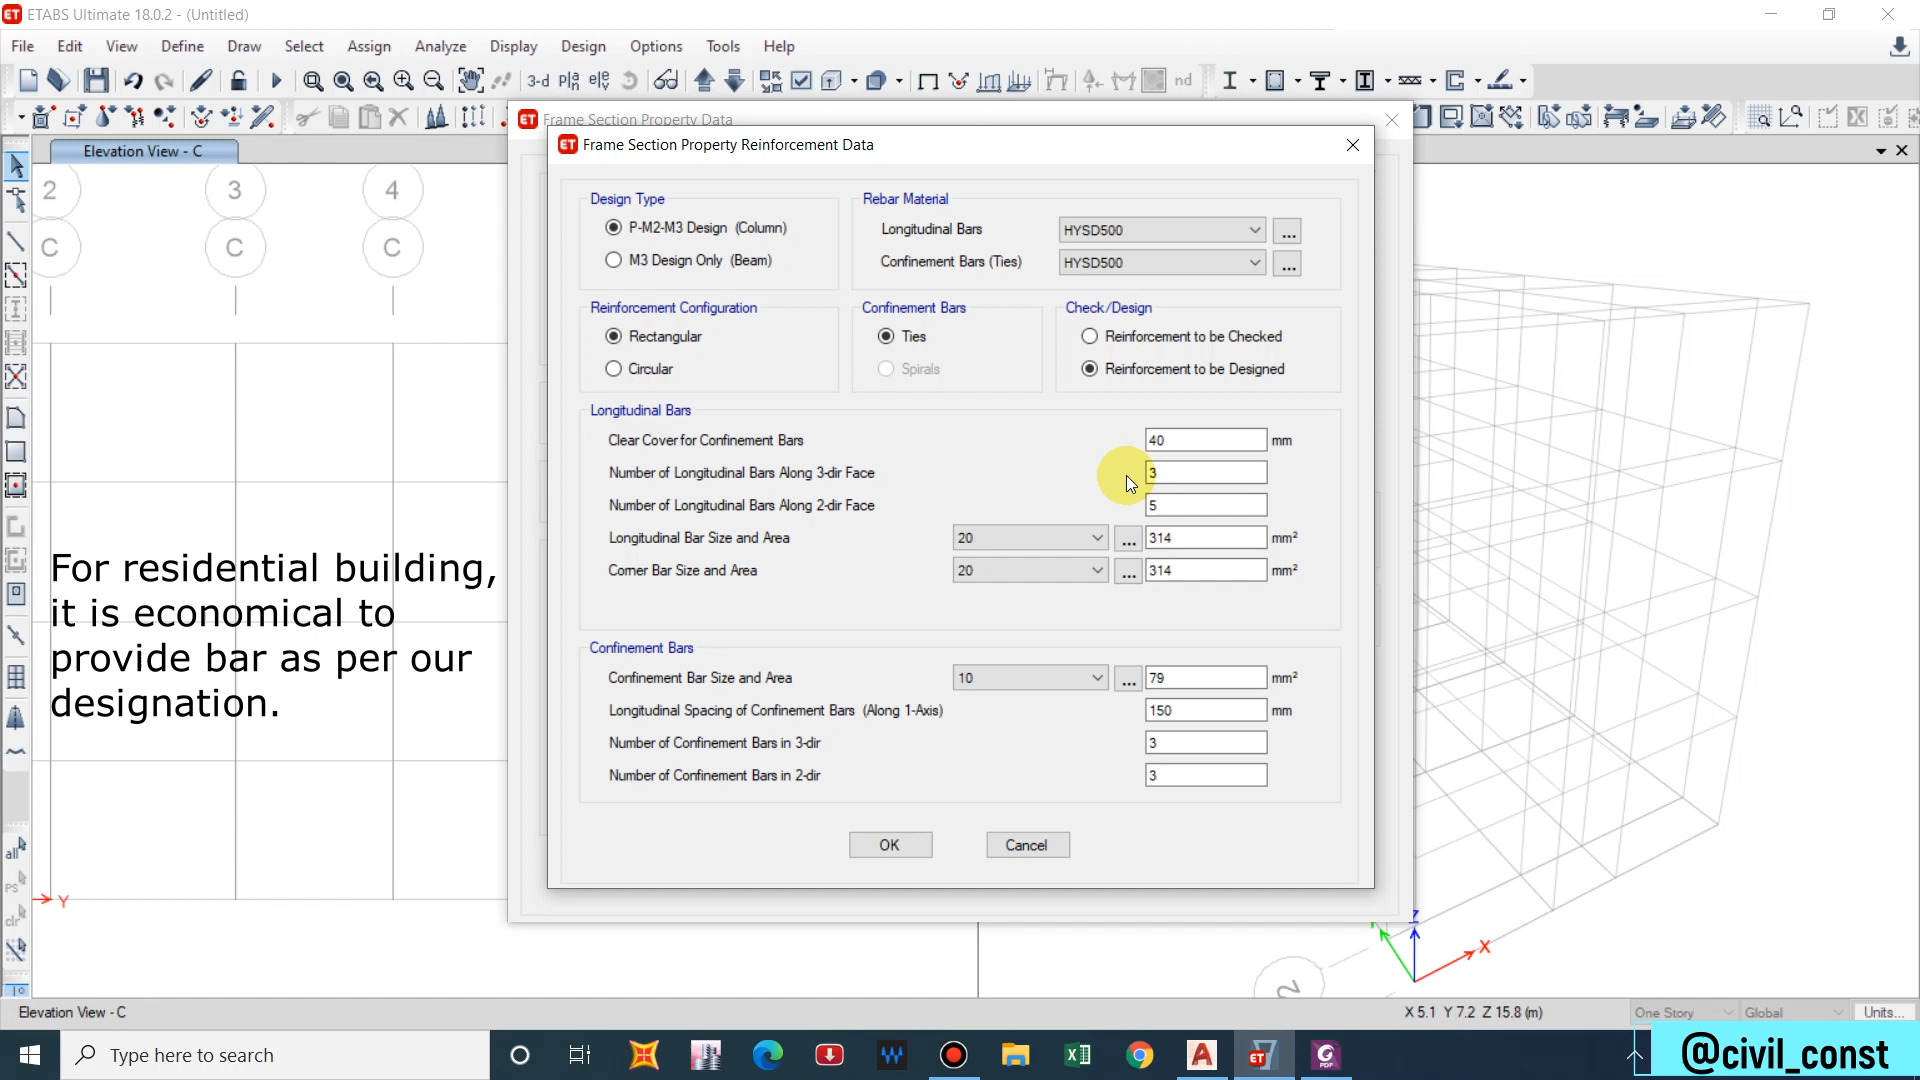 ETABS Ultimate 18.0.2 - (Untitled)
File Edit View Define Draw Select Assign Analyze Display Design Options Tools Help
3-d
nd
Frame Section Property Data
Frame Section Property Reinforcement Data
Elevation View - C
2 3 4
C C C
Design Type
P-M2-M3 Design (Column)
M3 Design Only (Beam)
Rebar Material
Longitudinal Bars HYSD500 ...
Confinement Bars (Ties) HYSD500 ...
Reinforcement Configuration
Rectangular
Circular
Confinement Bars
Ties
Spirals
Check/Design
Reinforcement to be Checked
Reinforcement to be Designed
Longitudinal Bars
Clear Cover for Confinement Bars 40 mm
Number of Longitudinal Bars Along 3-dir Face 3
Number of Longitudinal Bars Along 2-dir Face 5
Longitudinal Bar Size and Area 20 ... 314 mm²
Corner Bar Size and Area 20 ... 314 mm²
Confinement Bars
Confinement Bar Size and Area 10 ... 79 mm²
Longitudinal Spacing of Confinement Bars (Along 1-Axis) 150 mm
Number of Confinement Bars in 3-dir 3
Number of Confinement Bars in 2-dir 3
OK Cancel
For residential building,
it is economical to
provide bar as per our
designation.
all
ps
clr
Y
Z
X
2
Elevation View - C
X 5.1 Y 7.2 Z 15.8 (m)
One Story Global Units...
Type here to search
@civil_const